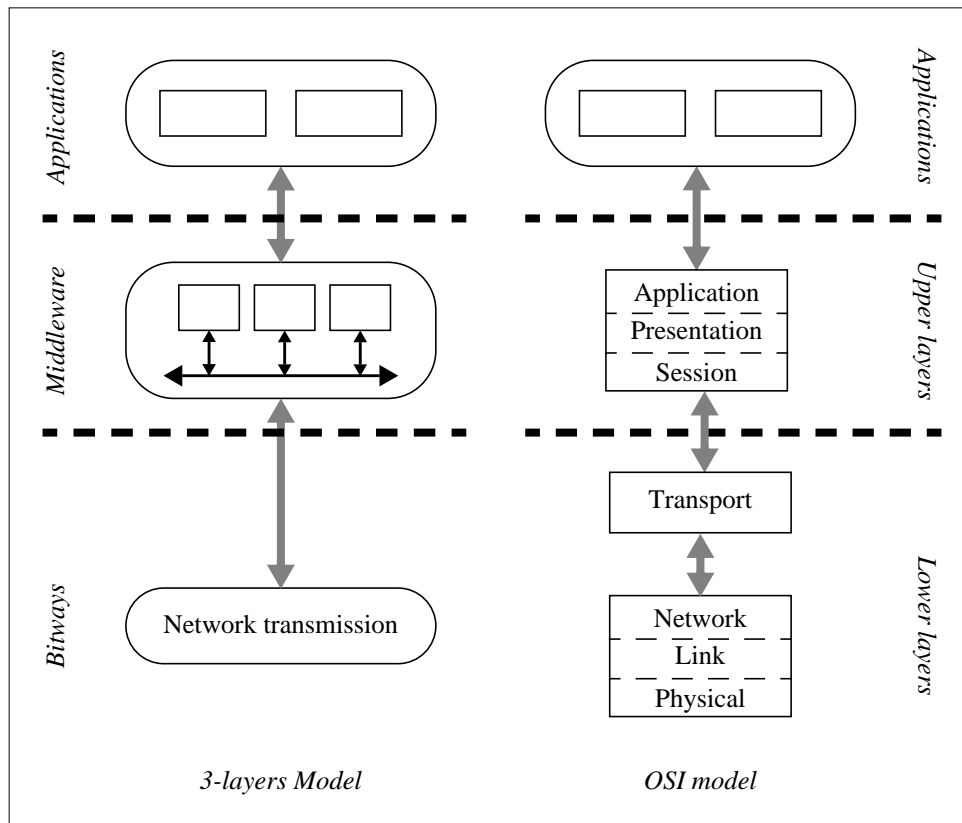 Applications
Applications
Middleware
Application
Presentation
Session
Upper layers
Bitways
Network transmission
Transport
Network
Link
Physical
Lower layers
3-layers Model
OSI model